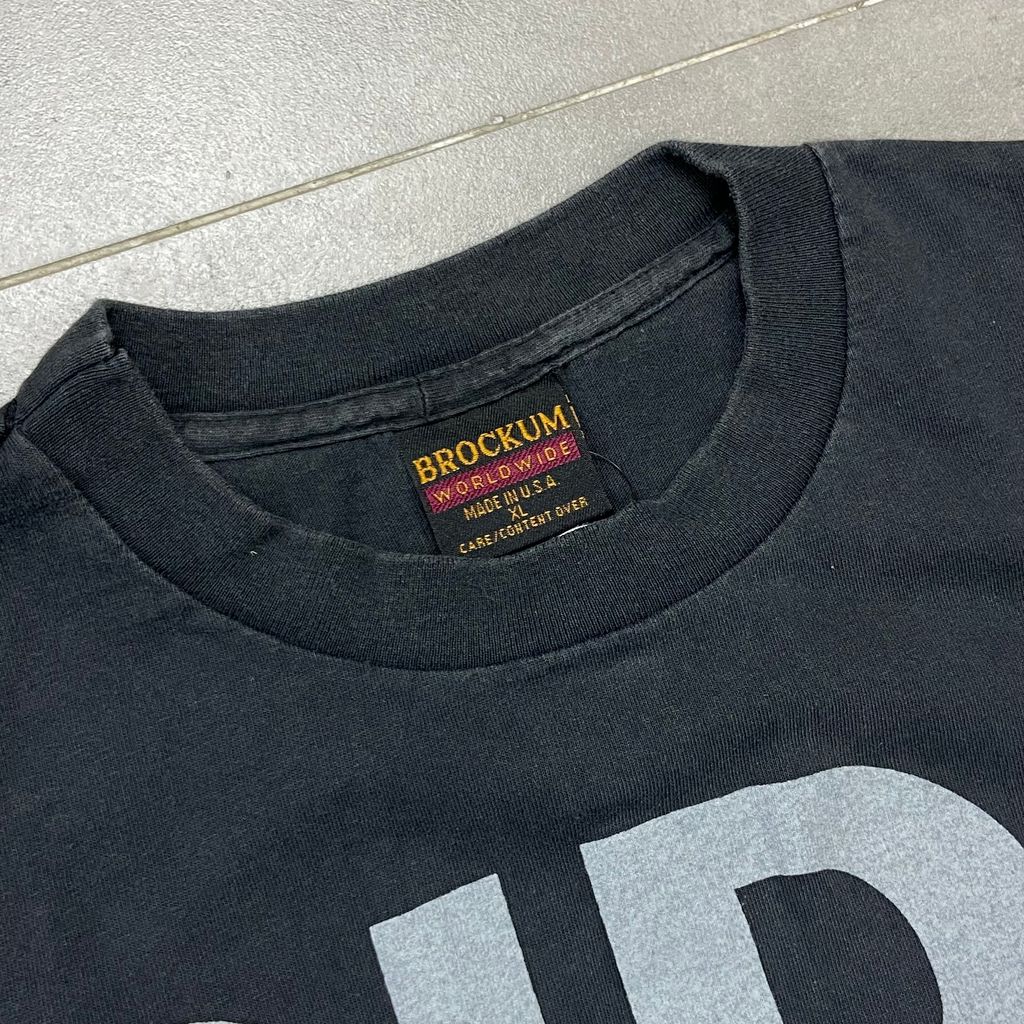 BROCKUM
WORLDWIDE
MADE IN U.S.A.
XL
CARE/CONTENT OVER